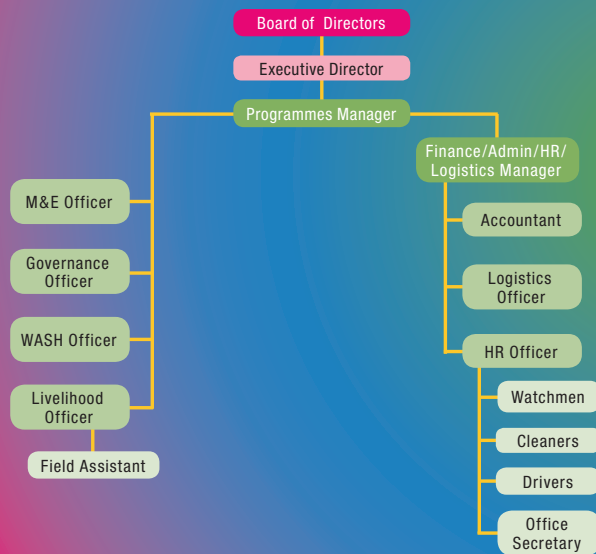 Board of Directors
Executive Director
Programmes Manager
Finance/Admin/HR/
Logistics Manager
M&E Officer
Governance
Officer
WASH Officer
Livelihood
Officer
Field Assistant
Accountant
Logistics
Officer
HR Officer
Watchmen
Cleaners
Drivers
Office
Secretary